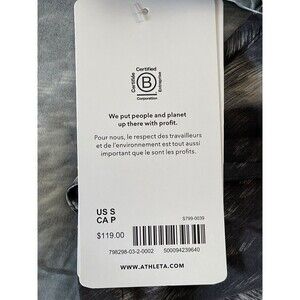 Certified
Certifié
B
Entreprise
Corporation
We put people and planet
up there with profit.
Pour nous, le respect des travailleurs
et de l'environnement est tout aussi
important que le sont les profits.
US S
CA P
S799-0039
$119.00
798298-03-2-0002 500094239640
WWW.ATHLETA.COM